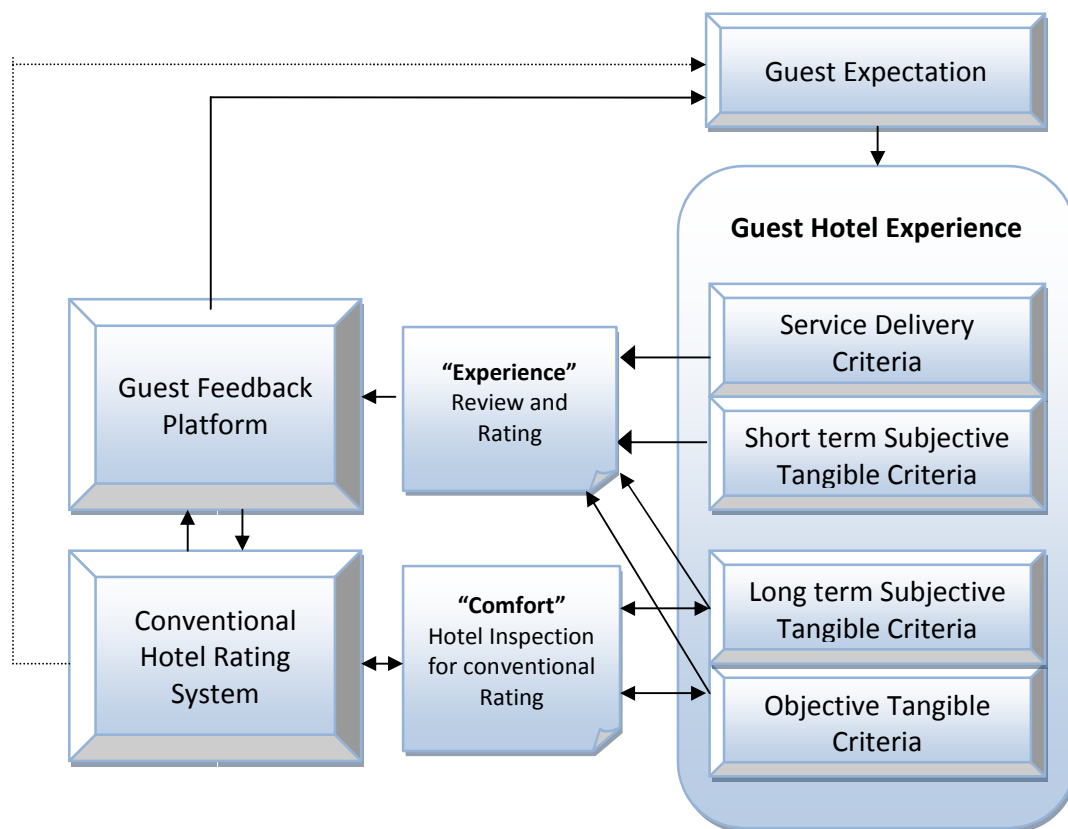 Guest Expectation
Guest Hotel Experience
Service Delivery
Criteria
Short term Subjective
Tangible Criteria
Long term Subjective
Tangible Criteria
Objective Tangible
Criteria
"Experience"
Review and
Rating
Guest Feedback
Platform
"Comfort"
Hotel Inspection
for conventional
Rating
Conventional
Hotel Rating
System